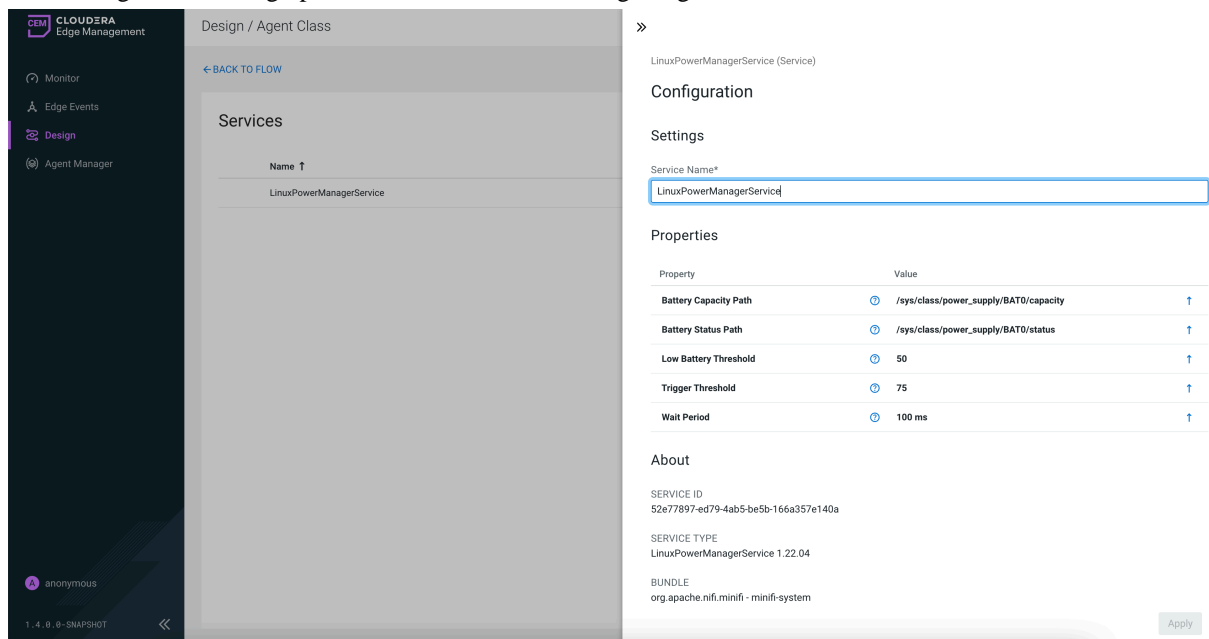 CEM
CLOUDERA
Edge Management
Monitor
Edge Events
Design
Agent Manager
A anonymous
1.4.0.0-SNAPSHOT
Design / Agent Class
BACK TO FLOW
Services
Name
LinuxPowerManagerService
LinuxPowerManagerService (Service)
Configuration
Settings
Service Name*
LinuxPowerManagerService
Properties
Property Value
Battery Capacity Path /sys/class/power_supply/BAT0/capacity
Battery Status Path /sys/class/power_supply/BAT0/status
Low Battery Threshold 50
Trigger Threshold 75
Wait Period 100 ms
About
SERVICE ID
52e77897-ed79-4ab5-be5b-166a357e140a
SERVICE TYPE
LinuxPowerManagerService 1.22.04
BUNDLE
org.apache.nifi.minifi - minifi-system
Apply